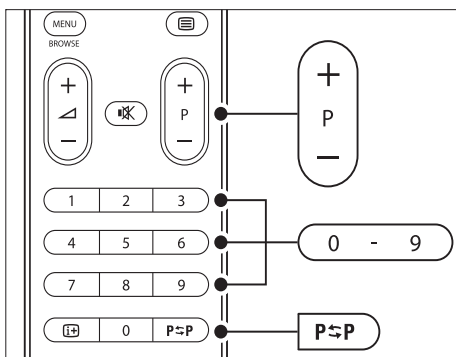 MENU
BROWSE
+ + +
P P
− − −
1 2 3
4 5 6
0 - 9
7 8 9
i+ 0 P⇆P P⇆P